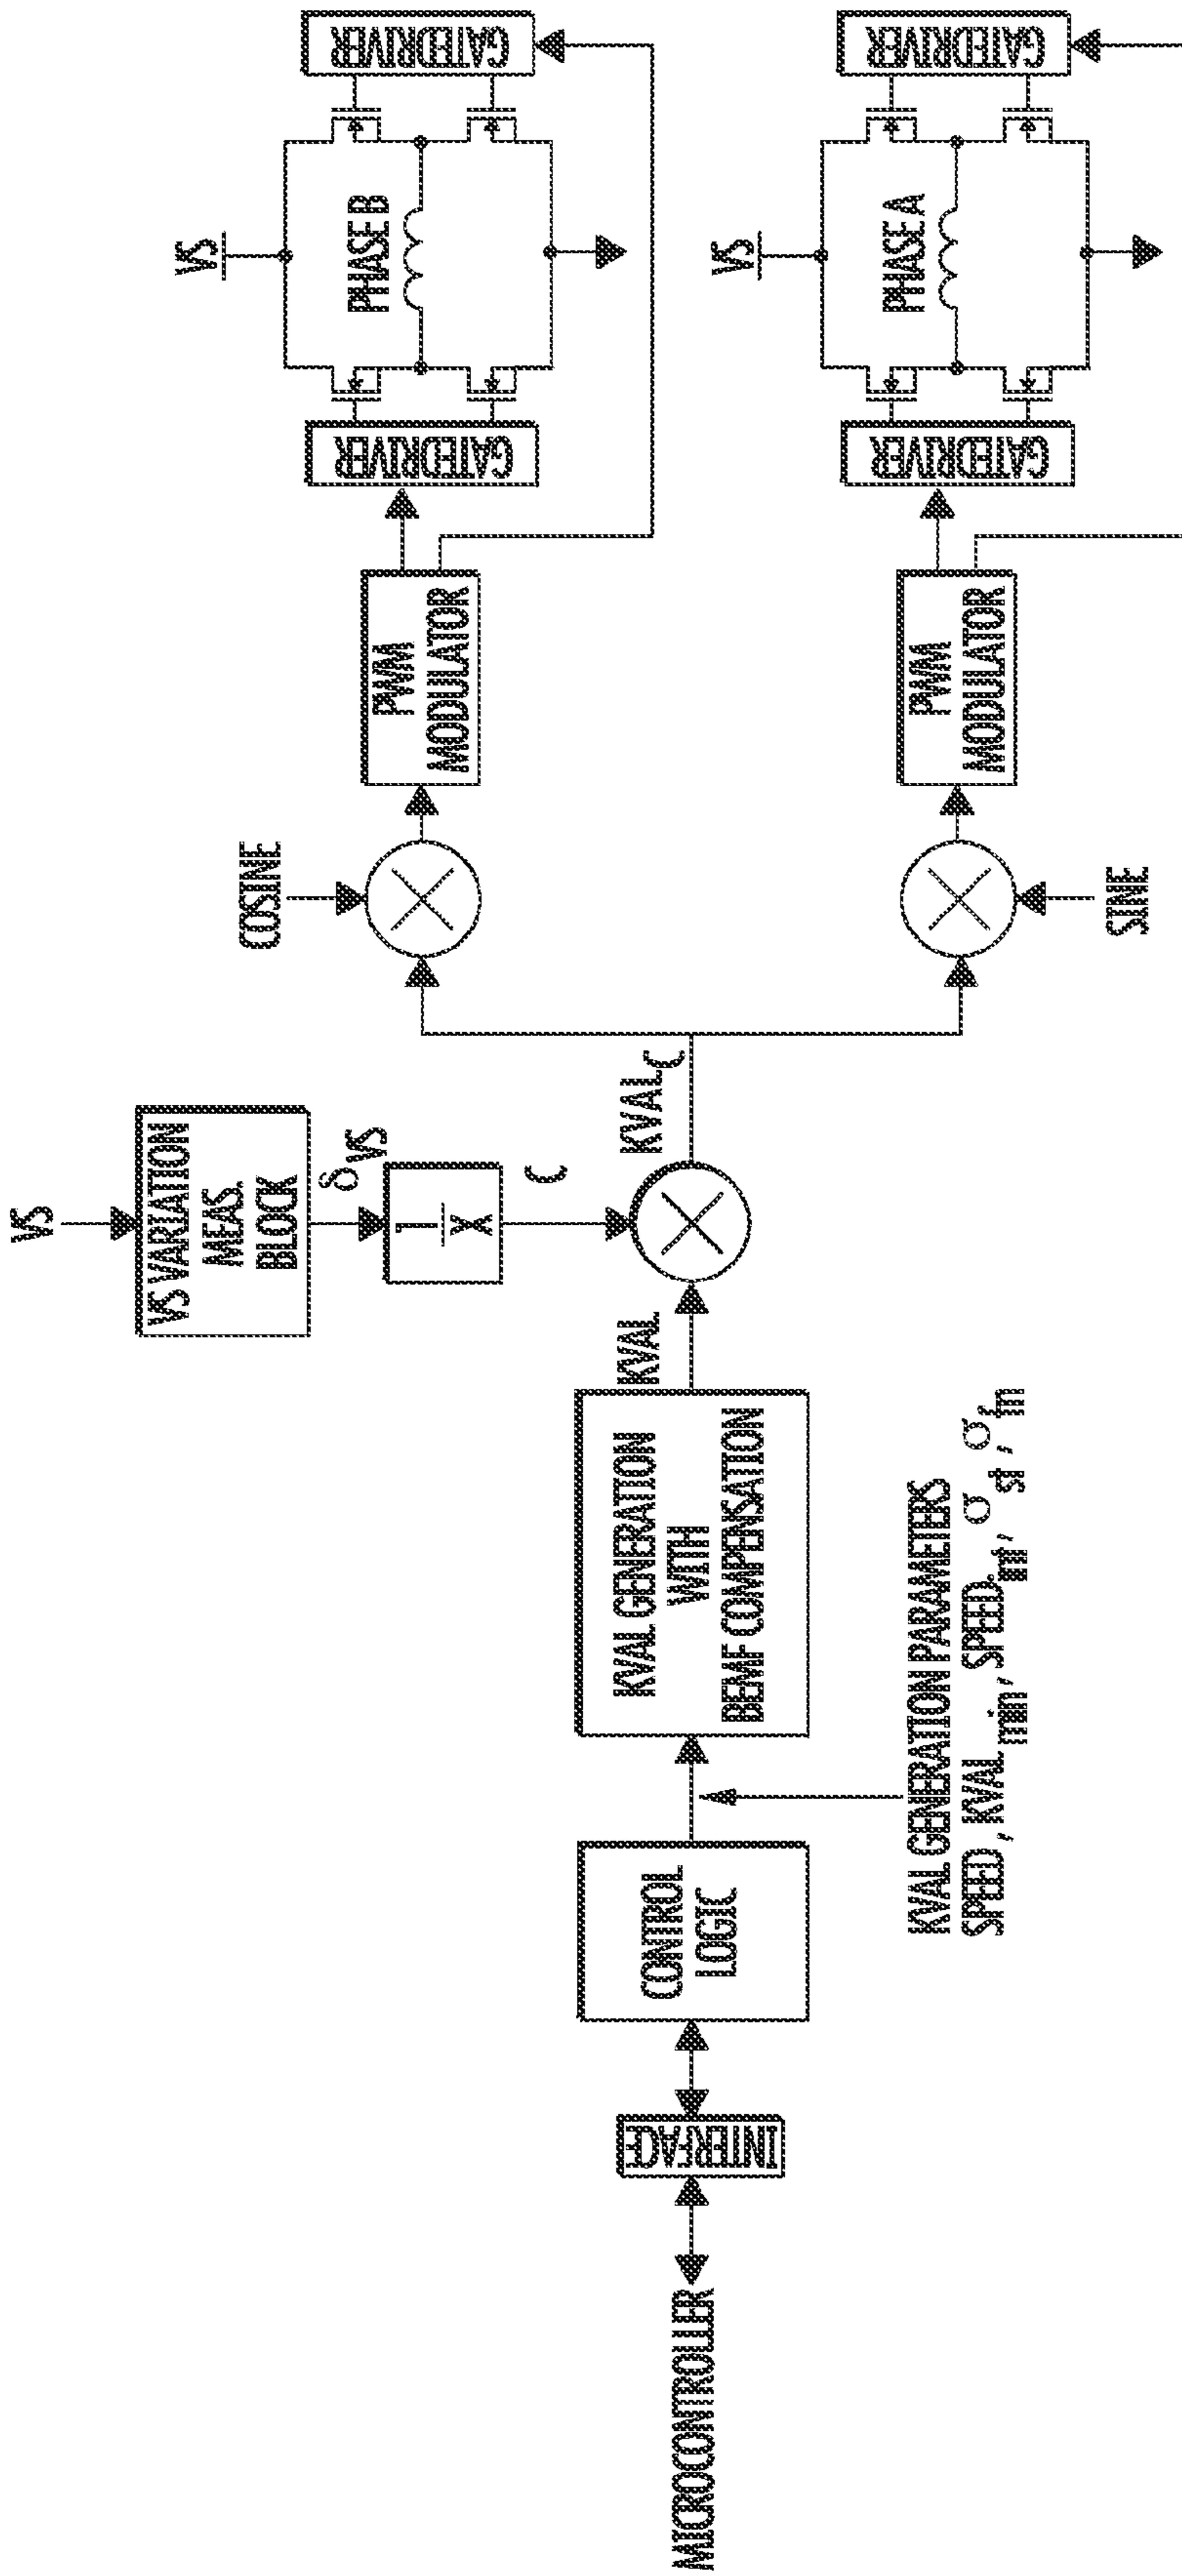 MICROCONTROLLER
INTERFACE
CONTROL
LOGIC
KVAL GENERATION PARAMETERS
SPEED, KVAL min, SPEED int, σ st, σ fn
KVAL GENERATION
WITH
BEMF COMPENSATION
KVAL
VS
VS VARIATION
MEAS.
BLOCK
δVS
1
X
C
KVALC
COSINE
PWM
MODULATOR
GATEDRIVER
VS
PHASE B
GATEDRIVER
SINE
PWM
MODULATOR
GATEDRIVER
VS
PHASE A
GATEDRIVER